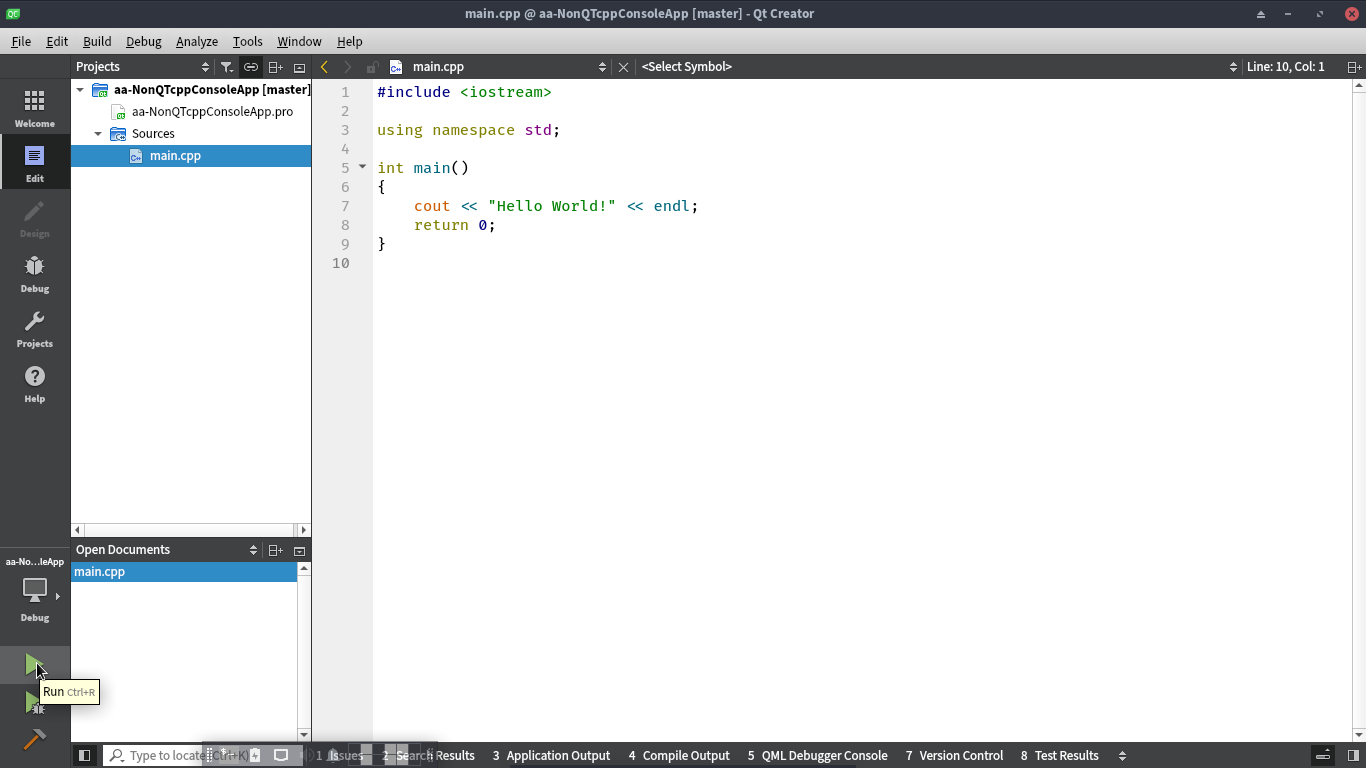 main.cpp @ aa-NonQTcppConsoleApp [master] - Qt Creator
File Edit Build Debug Analyze Tools Window Help
Projects
main.cpp
<Select Symbol>
Line: 10, Col: 1
Welcome
Edit
Design
Debug
Projects
Help
aa-NonQTcppConsoleApp [master]
aa-NonQTcppConsoleApp.pro
Sources
main.cpp
1 #include <iostream>
2
3 using namespace std;
4
5 int main()
6 {
7     cout << "Hello World!" << endl;
8     return 0;
9 }
10
Open Documents
main.cpp
aa-No...leApp
Debug
Run Ctrl+R
Type to locate (Ctrl+K)
1 Issues
2 Search Results
3 Application Output
4 Compile Output
5 QML Debugger Console
7 Version Control
8 Test Results